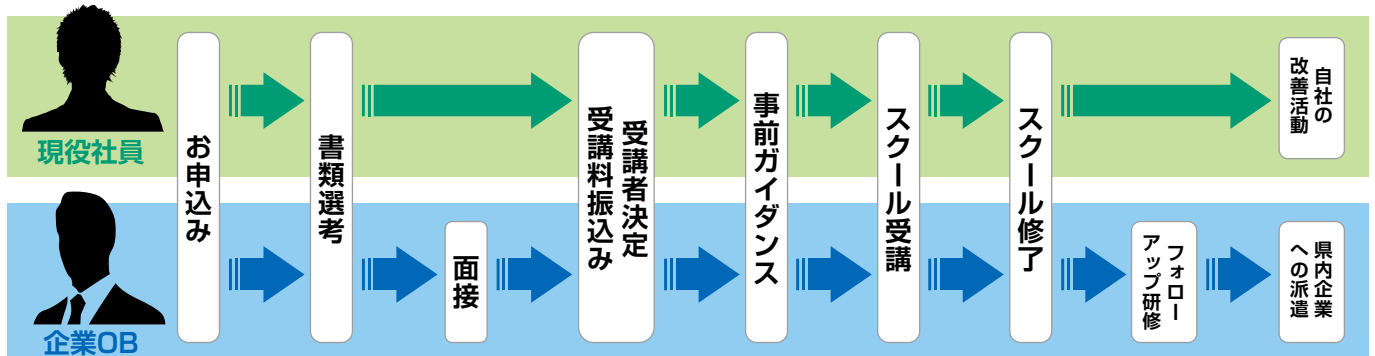 現役社員
企業OB
お申込み
書類選考
面接
受講者決定
受講料振込み
事前ガイダンス
スクール受講
スクール修了
自社の
改善活動
フォロー
アップ研修
県内企業
への派遣